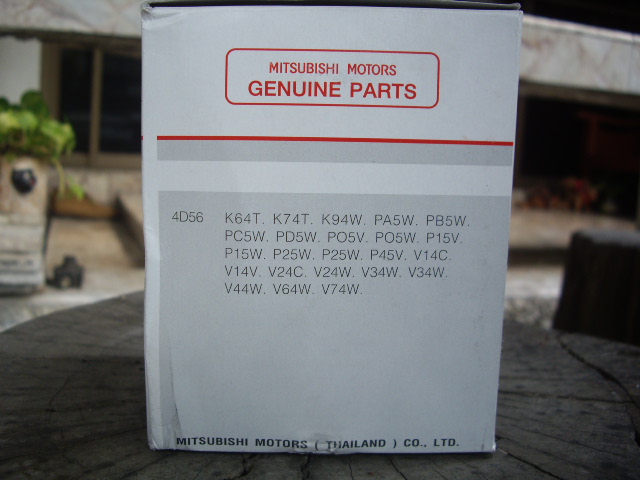 MITSUBISHI MOTORS
GENUINE PARTS
4D56 K64T. K74T. K94W. PA5W. PB5W.
PC5W. PD5W. PO5V. PO5W. P15V.
P15W. P25W. P25W. P45V. V14C.
V14V. V24C. V24W. V34W. V34W.
V44W. V64W. V74W.
MITSUBISHI MOTORS ( THAILAND ) CO., LTD.